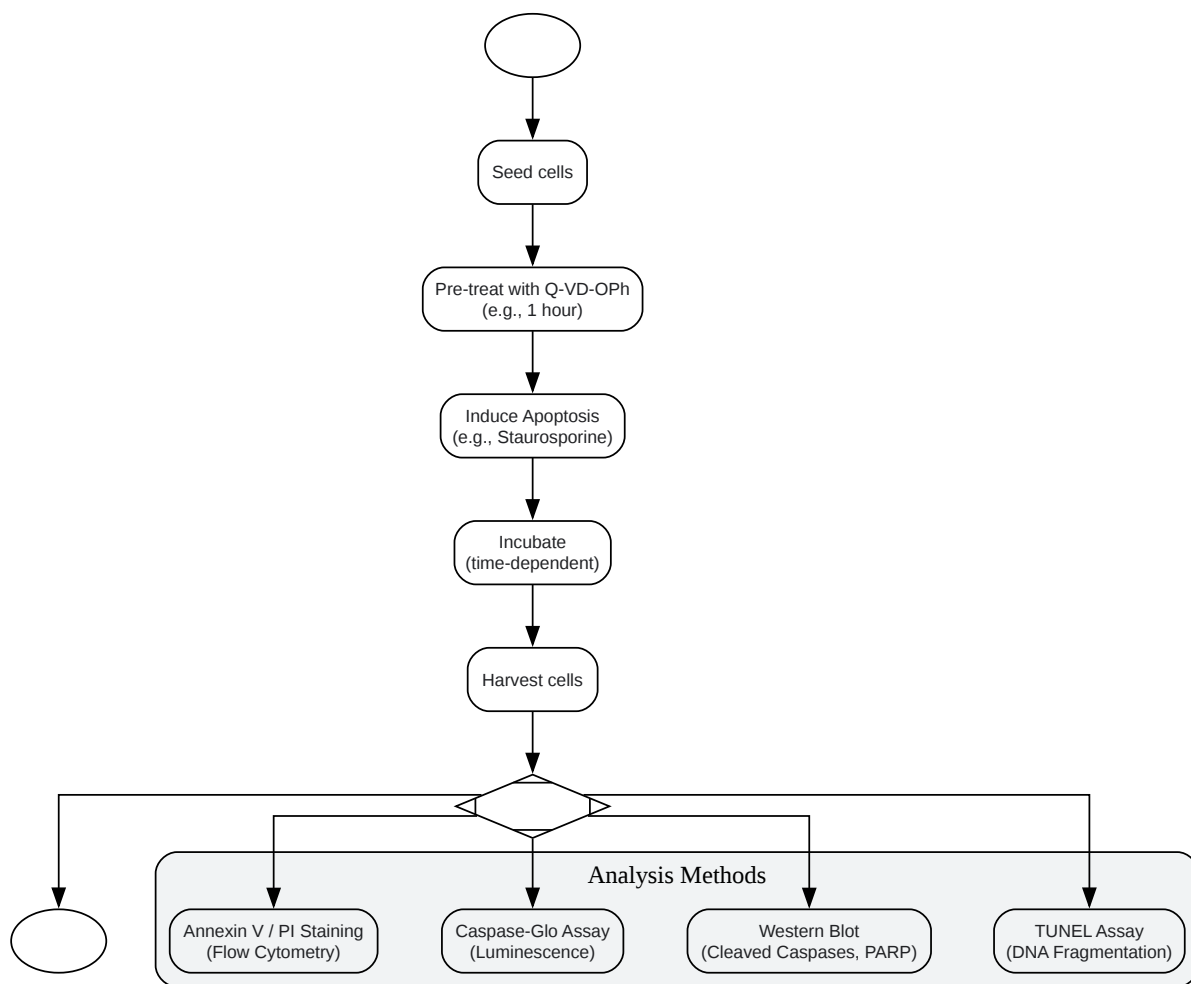 Seed cells
Pre-treat with Q-VD-OPh
(e.g., 1 hour)
Induce Apoptosis
(e.g., Staurosporine)
Incubate
(time-dependent)
Harvest cells
Analysis Methods
Annexin V / PI Staining
(Flow Cytometry)
Caspase-Glo Assay
(Luminescence)
Western Blot
(Cleaved Caspases, PARP)
TUNEL Assay
(DNA Fragmentation)